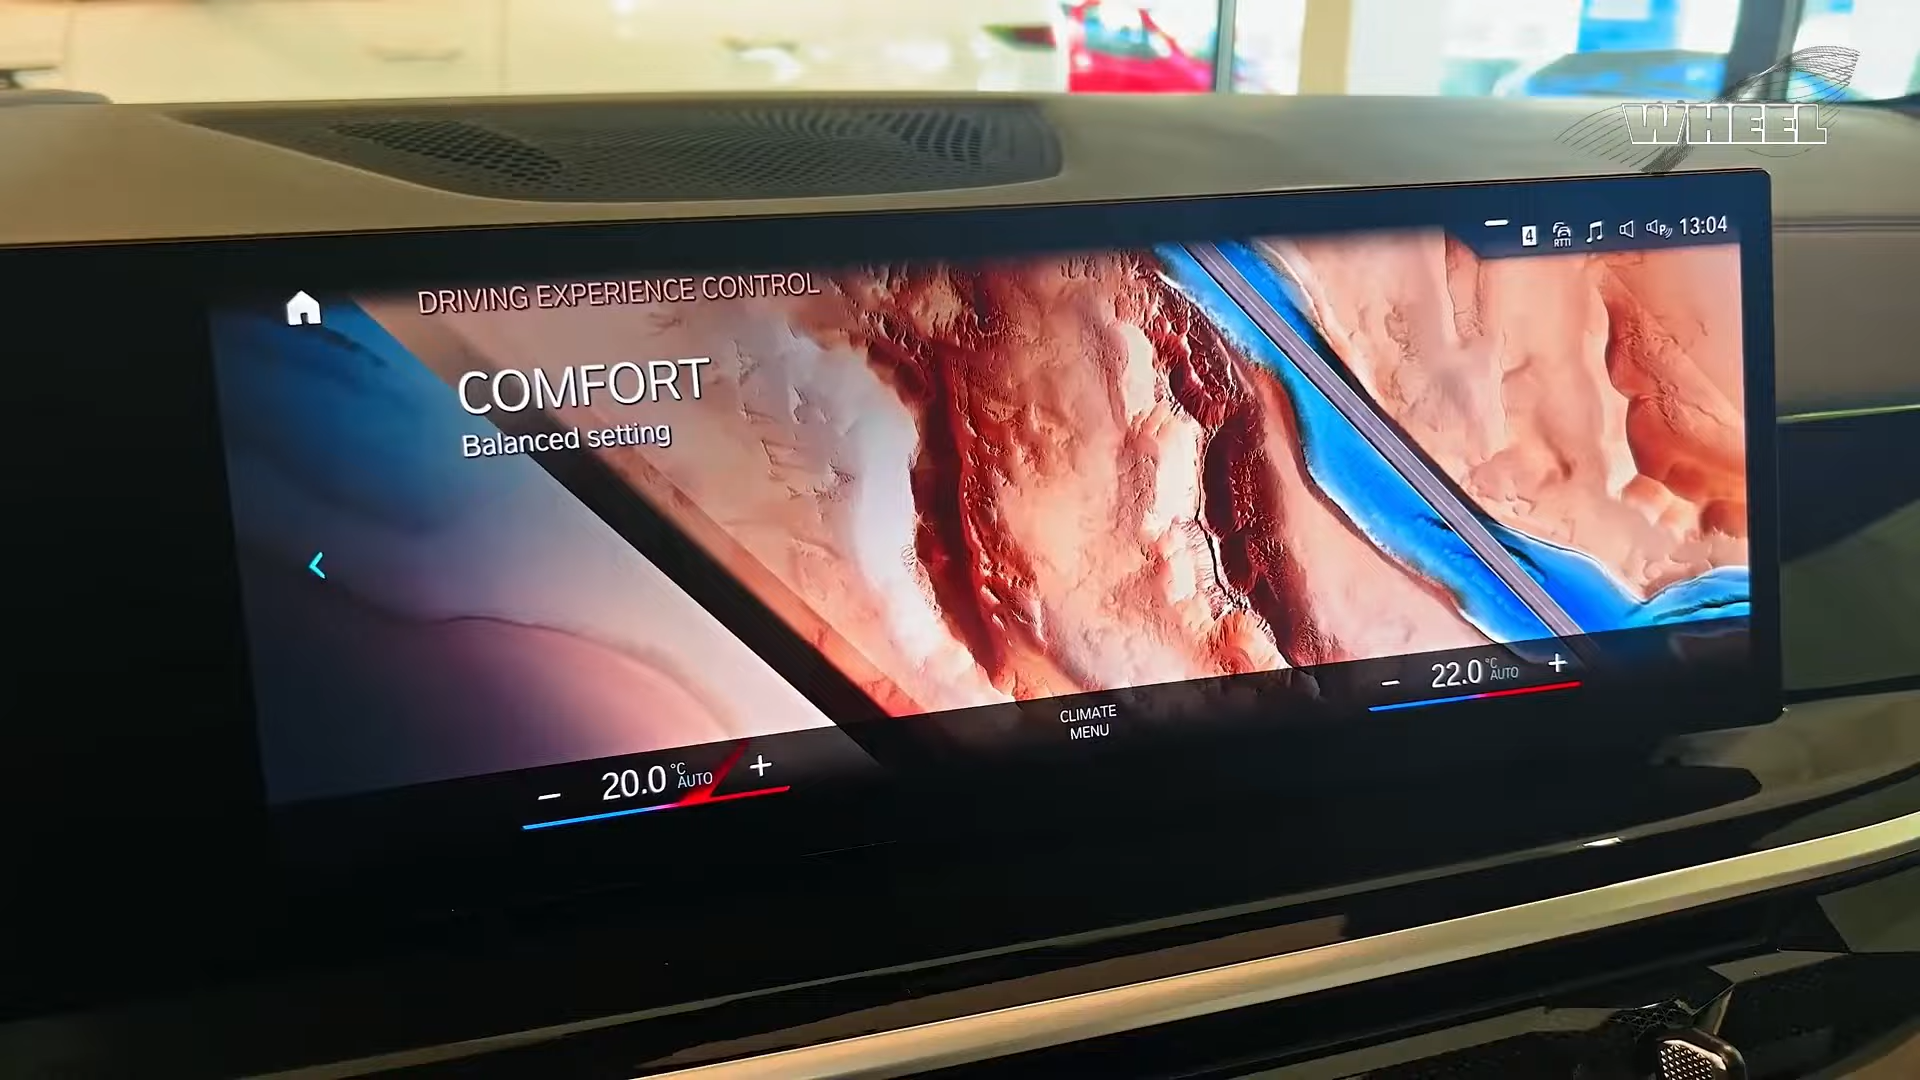 WHEEL
4
RTTI
P
13:04
DRIVING EXPERIENCE CONTROL
COMFORT
Balanced setting
22.0 °C AUTO
CLIMATE
MENU
20.0 °C AUTO